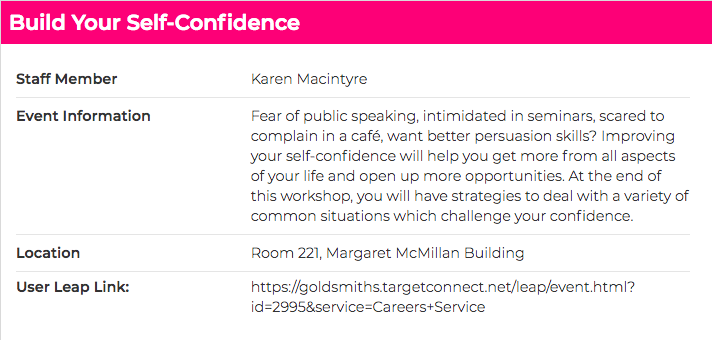 Build Your Self-Confidence
Staff Member Karen Macintyre
Event Information Fear of public speaking, intimidated in seminars, scared to
complain in a café, want better persuasion skills? Improving
your self-confidence will help you get more from all aspects
of your life and open up more opportunities. At the end of
this workshop, you will have strategies to deal with a variety of
common situations which challenge your confidence.
Location Room 221, Margaret McMillan Building
User Leap Link: https://goldsmiths.targetconnect.net/leap/event.html?
id=2995&service=Careers+Service